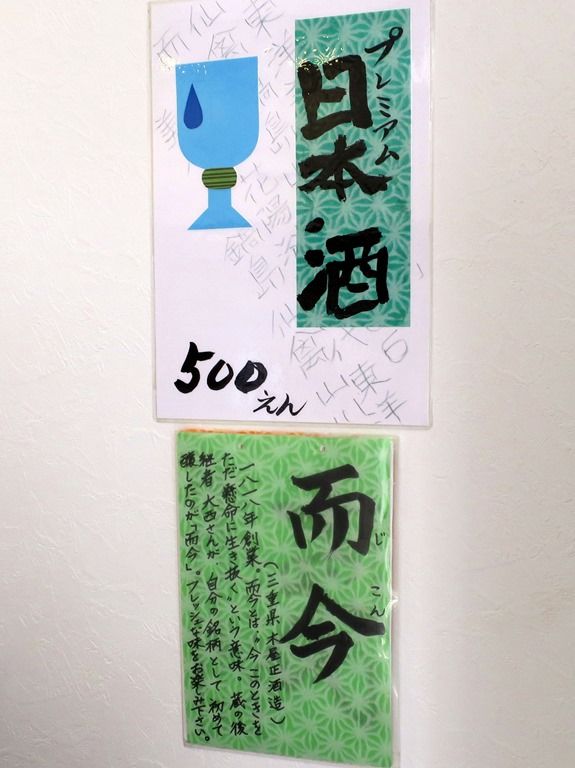 プレミアム
日本酒
500えん
而今
じこん
(三重県 木屋正酒造)
一八一八年創業。而今とは、"今このときを
ただ懸命に生き抜く"という意味。蔵の後
継者 大西さんが、自分の銘柄として初めて
醸したのが「而今」。フレッシュな味をお楽しみ下さい。